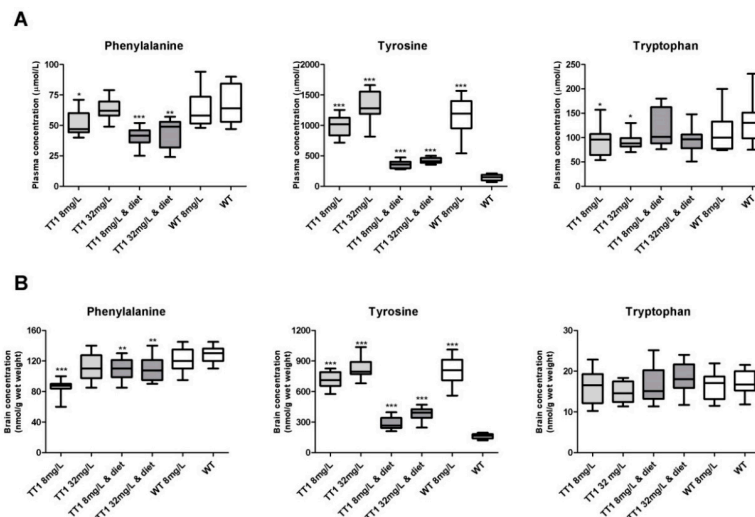 A
Phenylalanine
Plasma concentration (μmol/L)
100
75
50
25
0
*
***
**
TT1 8mg/L
TT1 32mg/L
TT1 8mg/L & diet
TT1 32mg/L & diet
WT 8mg/L
WT
Tyrosine
Plasma concentration (μmol/L)
2000
1500
1000
500
0
***
***
***
***
***
TT1 8mg/L
TT1 32mg/L
TT1 8mg/L & diet
TT1 32mg/L & diet
WT 8mg/L
WT
Tryptophan
Plasma concentration (μmol/L)
250
200
150
100
50
0
*
*
TT1 8mg/L
TT1 32mg/L
TT1 8mg/L & diet
TT1 32mg/L & diet
WT 8mg/L
WT
B
Phenylalanine
Brain concentration
(nmol/g wet weight)
160
120
80
40
0
***
**
**
TT1 8mg/L
TT1 32mg/L
TT1 8mg/L & diet
TT1 32mg/L & diet
WT 8mg/L
WT
Tyrosine
Brain concentration
(nmol/g wet weight)
1200
900
600
300
0
***
***
***
***
***
TT1 8mg/L
TT1 32mg/L
TT1 8mg/L & diet
TT1 32mg/L & diet
WT 8mg/L
WT
Tryptophan
Brain concentration
(nmol/g wet weight)
30
20
10
0
TT1 8mg/L
TT1 32 mg/L
TT1 8mg/L & diet
TT1 32mg/L & diet
WT 8mg/L
WT